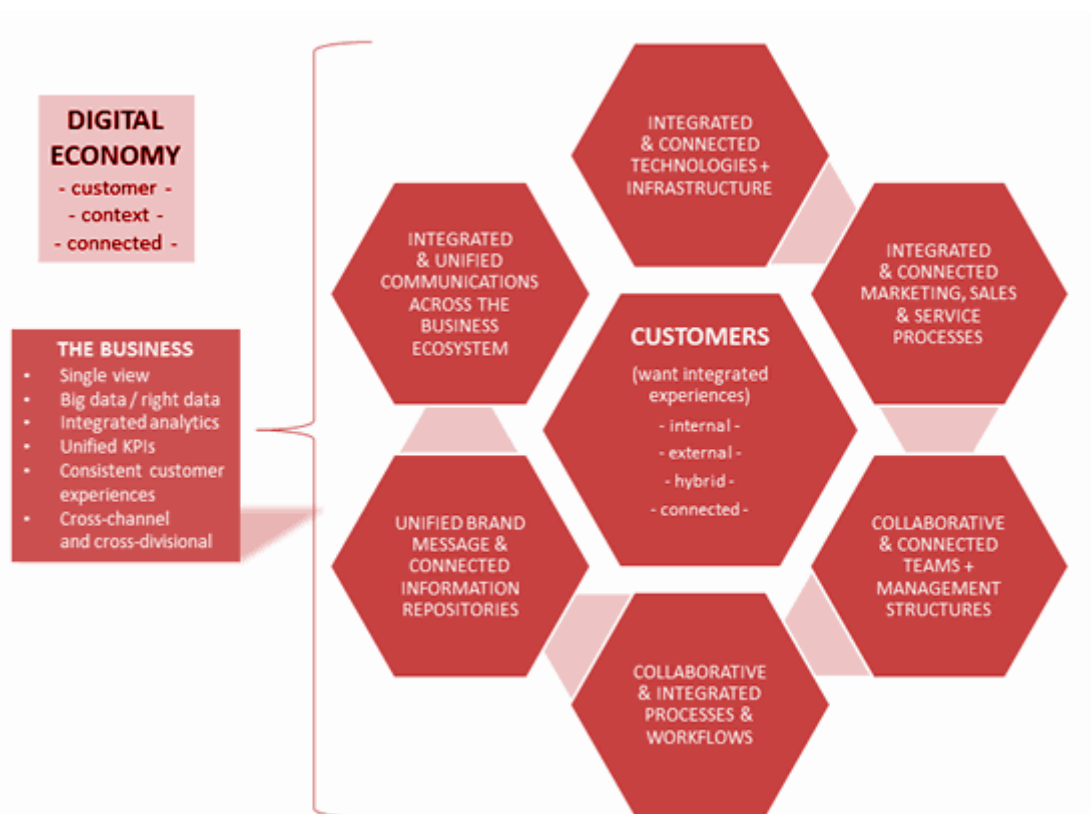 DIGITAL
ECONOMY
- customer -
- context -
- connected -
THE BUSINESS
• Single view
• Big data / right data
• Integrated analytics
• Unified KPIs
• Consistent customer
experiences
• Cross-channel
and cross-divisional
INTEGRATED
& CONNECTED
TECHNOLOGIES +
INFRASTRUCTURE
INTEGRATED
& UNIFIED
COMMUNICATIONS
ACROSS THE
BUSINESS
ECOSYSTEM
INTEGRATED
& CONNECTED
MARKETING, SALES
& SERVICE
PROCESSES
CUSTOMERS
(want integrated
experiences)
- internal -
- external -
- hybrid -
- connected -
UNIFIED BRAND
MESSAGE &
CONNECTED
INFORMATION
REPOSITORIES
COLLABORATIVE
& CONNECTED
TEAMS +
MANAGEMENT
STRUCTURES
COLLABORATIVE
& INTEGRATED
PROCESSES &
WORKFLOWS